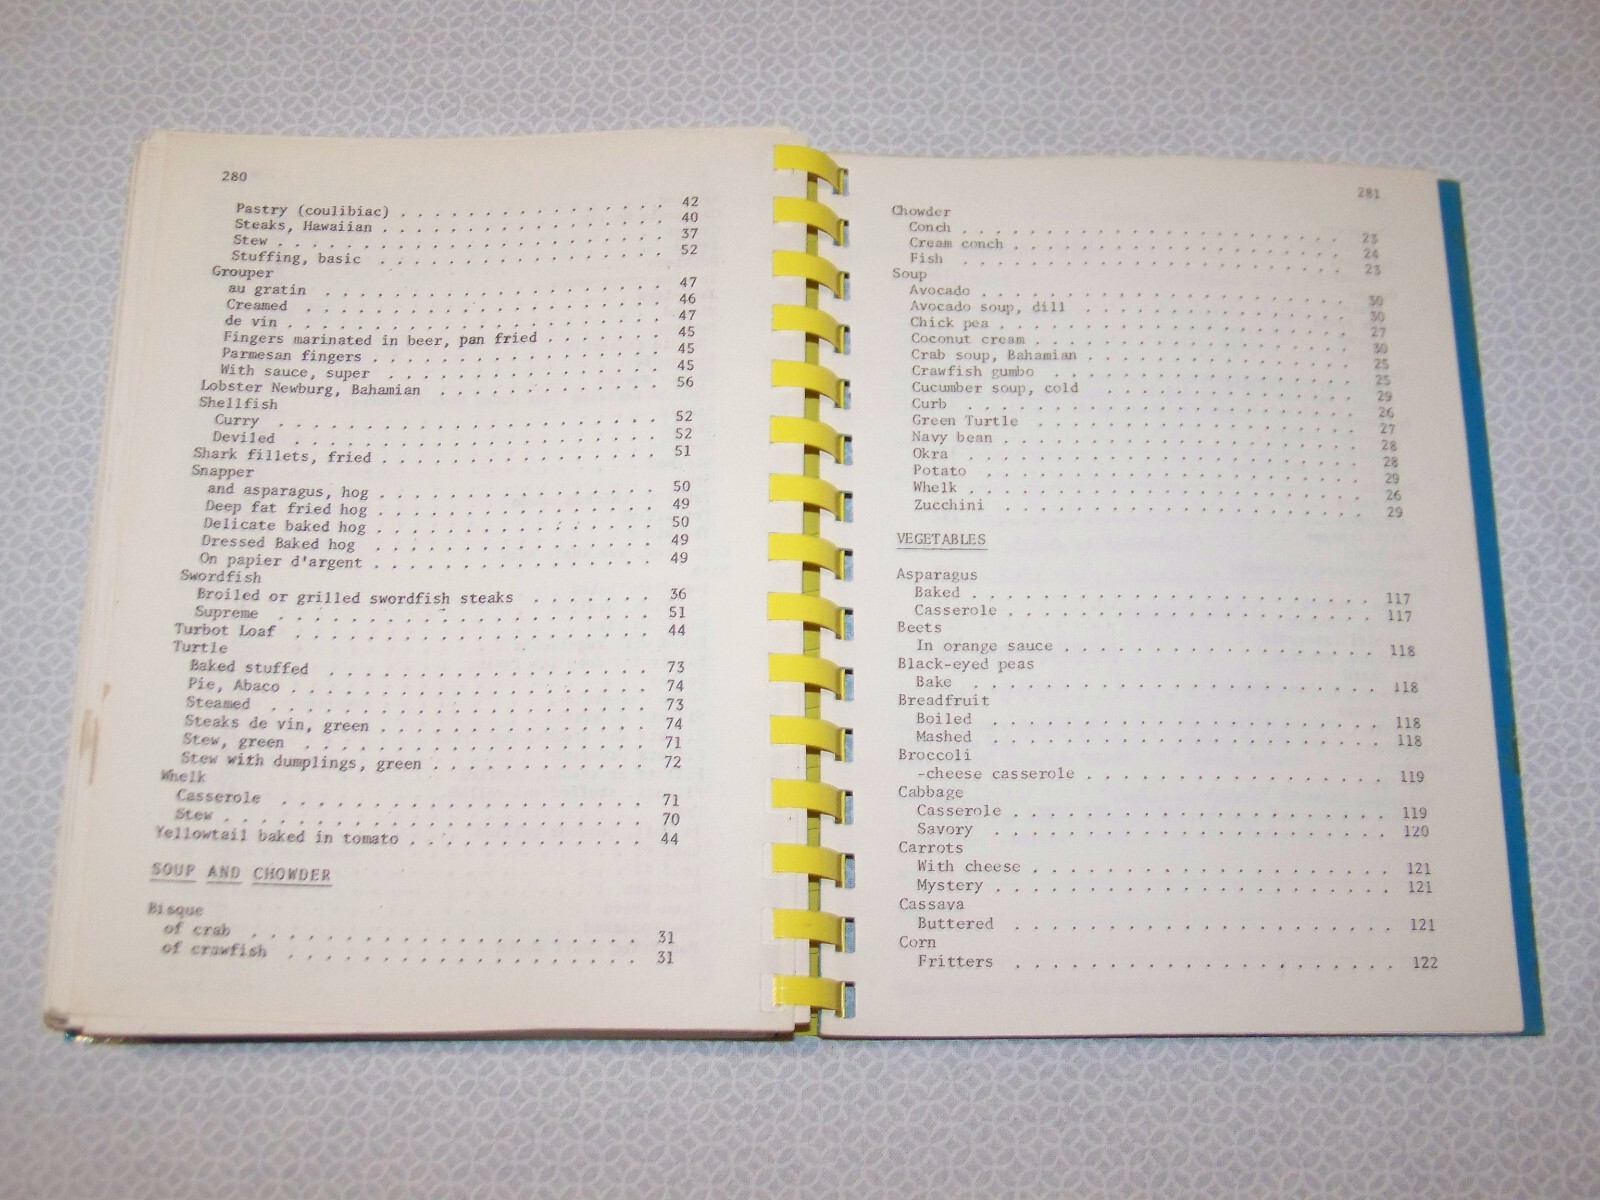 280
Pastry (coulibiac) . . . . . . . . . . . . . . . . 42
Steaks, Hawaiian . . . . . . . . . . . . . . . . 40
Stew . . . . . . . . . . . . . . . . . . . . . 37
Stuffing, basic . . . . . . . . . . . . . . . . 52
Grouper
au gratin . . . . . . . . . . . . . . . . . . . 47
Creamed . . . . . . . . . . . . . . . . . . . . 46
de vin . . . . . . . . . . . . . . . . . . . . 47
Fingers marinated in beer, pan fried . . . . . . . 45
Parmesan fingers . . . . . . . . . . . . . . . . 45
With sauce, super . . . . . . . . . . . . . . . 45
Lobster Newburg, Bahamian . . . . . . . . . . . 56
Shellfish
Curry . . . . . . . . . . . . . . . . . . . . . 52
Deviled . . . . . . . . . . . . . . . . . . . . 52
Shark fillets, fried . . . . . . . . . . . . . . 51
Snapper
and asparagus, hog . . . . . . . . . . . . . . . 50
Deep fat fried hog . . . . . . . . . . . . . . . 49
Delicate baked hog . . . . . . . . . . . . . . . 50
Dressed Baked hog . . . . . . . . . . . . . . . 49
On papier d'argent . . . . . . . . . . . . . . . 49
Swordfish
Broiled or grilled swordfish steaks . . . . . . . 36
Supreme . . . . . . . . . . . . . . . . . . . . 51
Turbot Loaf . . . . . . . . . . . . . . . . . . 44
Turtle
Baked stuffed . . . . . . . . . . . . . . . . . 73
Pie, Abaco . . . . . . . . . . . . . . . . . . . 74
Steamed . . . . . . . . . . . . . . . . . . . . 73
Steaks de vin, green . . . . . . . . . . . . . . 74
Stew, green . . . . . . . . . . . . . . . . . . 71
Stew with dumplings, green . . . . . . . . . . . 72
Whelk
Casserole . . . . . . . . . . . . . . . . . . . 71
Stew . . . . . . . . . . . . . . . . . . . . . . 70
Yellowtail baked in tomato . . . . . . . . . . . 44
SOUP AND CHOWDER
Bisque
of crab . . . . . . . . . . . . . . . . . . . . 31
of crawfish . . . . . . . . . . . . . . . . . . 31
281
Chowder
Conch . . . . . . . . . . . . . . . . . . . . . 23
Cream conch . . . . . . . . . . . . . . . . . . 24
Fish . . . . . . . . . . . . . . . . . . . . . 23
Soup
Avocado . . . . . . . . . . . . . . . . . . . . 30
Avocado soup, dill . . . . . . . . . . . . . . . 30
Chick pea . . . . . . . . . . . . . . . . . . . 27
Coconut cream . . . . . . . . . . . . . . . . . 30
Crab soup, Bahamian . . . . . . . . . . . . . . 25
Crawfish gumbo . . . . . . . . . . . . . . . . . 25
Cucumber soup, cold . . . . . . . . . . . . . . 29
Curb . . . . . . . . . . . . . . . . . . . . . 26
Green Turtle . . . . . . . . . . . . . . . . . . 27
Navy bean . . . . . . . . . . . . . . . . . . . 28
Okra . . . . . . . . . . . . . . . . . . . . . 28
Potato . . . . . . . . . . . . . . . . . . . . 29
Whelk . . . . . . . . . . . . . . . . . . . . . 26
Zucchini . . . . . . . . . . . . . . . . . . . 29
VEGETABLES
Asparagus
Baked . . . . . . . . . . . . . . . . . . . . . 117
Casserole . . . . . . . . . . . . . . . . . . . 117
Beets
In orange sauce . . . . . . . . . . . . . . . . 118
Black-eyed peas
Bake . . . . . . . . . . . . . . . . . . . . . 118
Breadfruit
Boiled . . . . . . . . . . . . . . . . . . . . 118
Mashed . . . . . . . . . . . . . . . . . . . . 118
Broccoli
-cheese casserole . . . . . . . . . . . . . . . 119
Cabbage
Casserole . . . . . . . . . . . . . . . . . . . 119
Savory . . . . . . . . . . . . . . . . . . . . 120
Carrots
With cheese . . . . . . . . . . . . . . . . . . 121
Mystery . . . . . . . . . . . . . . . . . . . . 121
Cassava
Buttered . . . . . . . . . . . . . . . . . . . 121
Corn
Fritters . . . . . . . . . . . . . . . . . . . 122